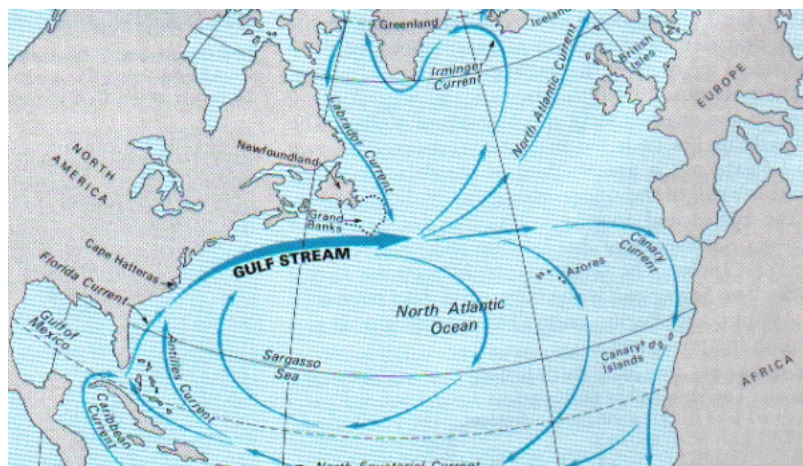 Greenland
Iceland
British
Isles
EUROPE
Irminger
Current
North Atlantic Current
Labrador Current
NORTH
AMERICA
Newfoundland
Grand
Banks
GULF STREAM
Cape Hatteras
Florida Current
Gulf of
Mexico
Azores
Canary
Current
North Atlantic
Ocean
Sargasso
Sea
Antilles Current
Canary
Islands
AFRICA
Caribbean
Current
North Equatorial Current